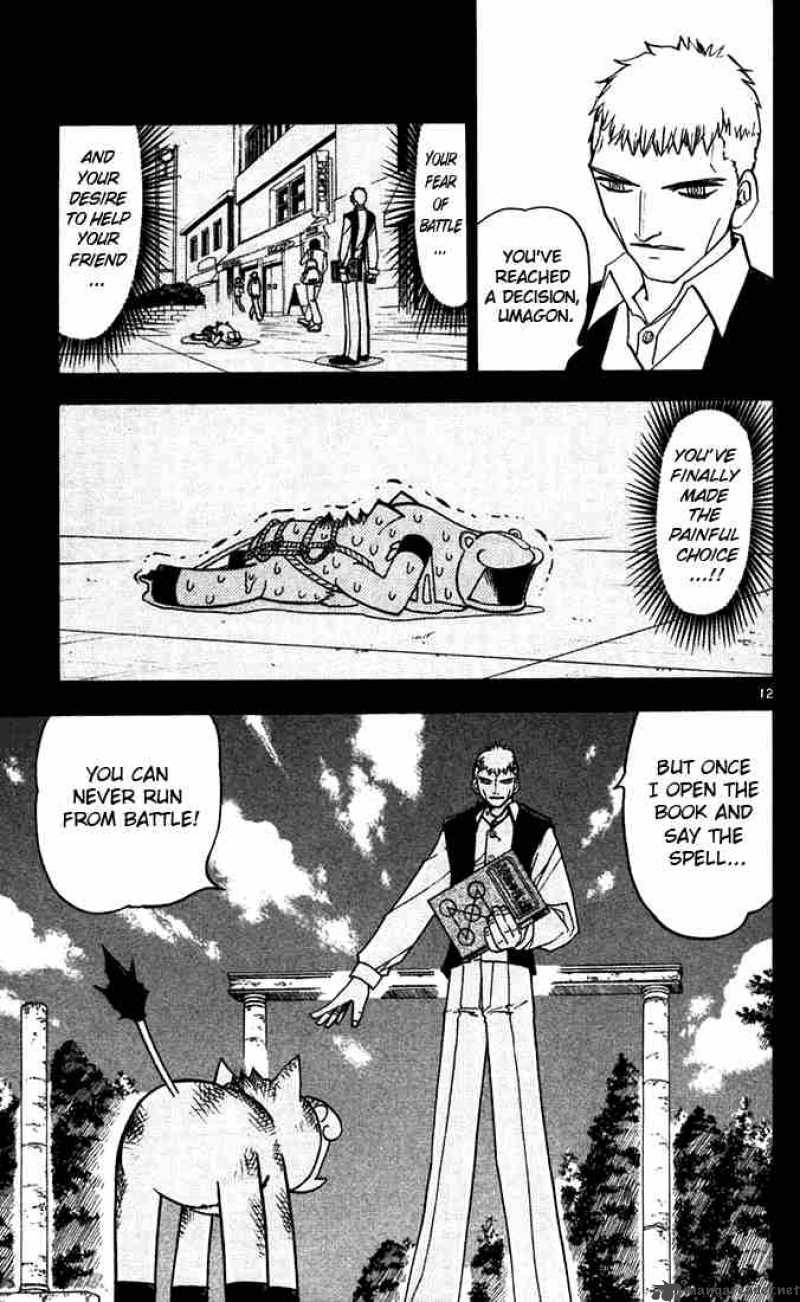 YOU'VE
REACHED
A DECISION,
UMAGON.
YOUR
FEAR
OF
BATTLE
...
AND
YOUR
DESIRE
TO HELP
YOUR
FRIEND
...
YOU'VE
FINALLY
MADE
THE
PAINFUL
CHOICE
...!!
12
BUT ONCE
I OPEN THE
BOOK AND
SAY THE
SPELL...
YOU CAN
NEVER RUN
FROM BATTLE!